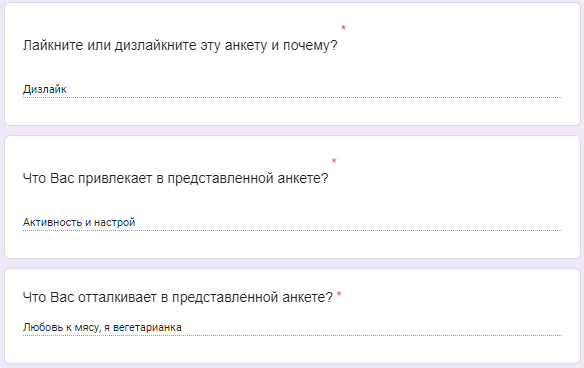 Лайкните или дизлайкните эту анкету и почему? *
Дизлайк
Что Вас привлекает в представленной анкете? *
Активность и настрой
Что Вас отталкивает в представленной анкете? *
Любовь к мясу, я вегетарианка